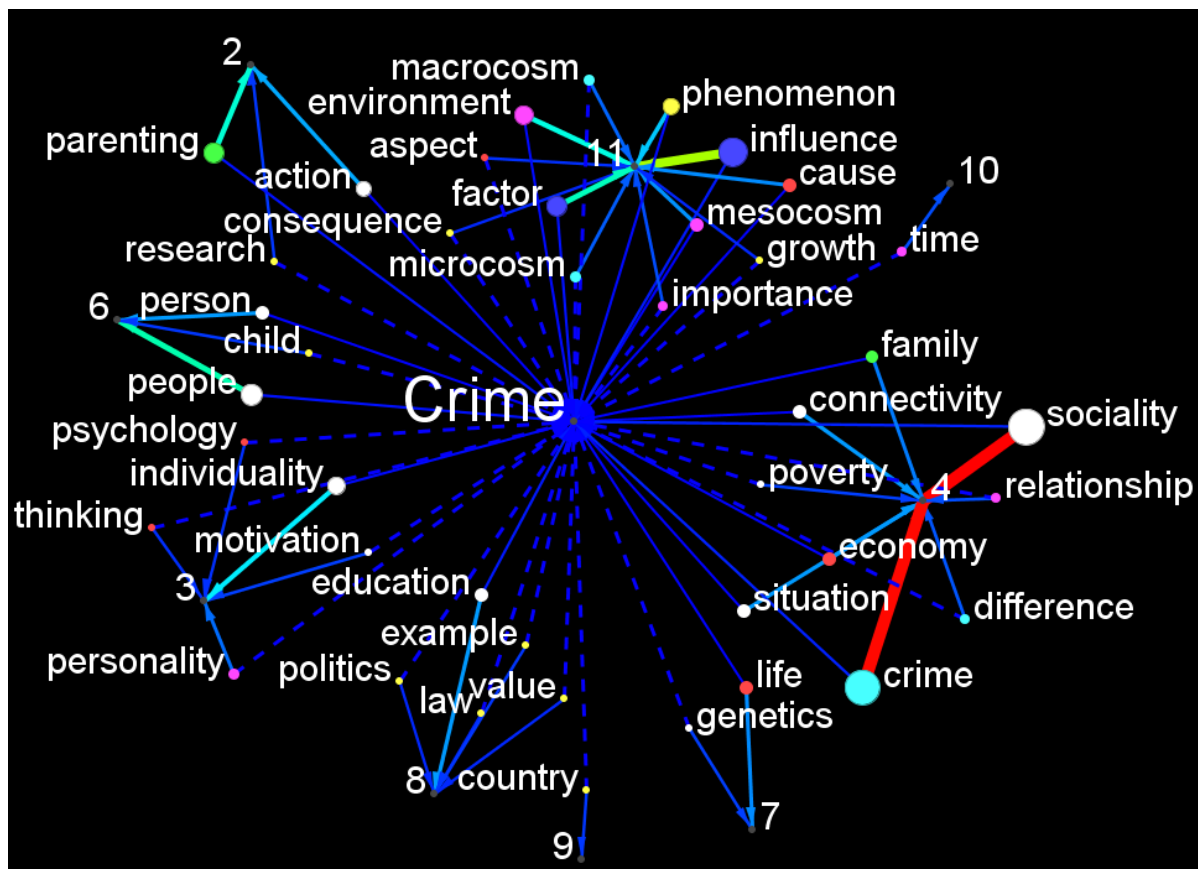 2
macrocosm
environment
phenomenon
parenting
aspect
11
influence
10
action
factor
cause
consequence
mesocosm
research
microcosm
growth
time
importance
6
person
child
family
people
Crime
connectivity
sociality
psychology
individuality
poverty
4
relationship
thinking
motivation
economy
3
education
situation
difference
example
personality
politics
law
value
life
crime
genetics
8
country
7
9